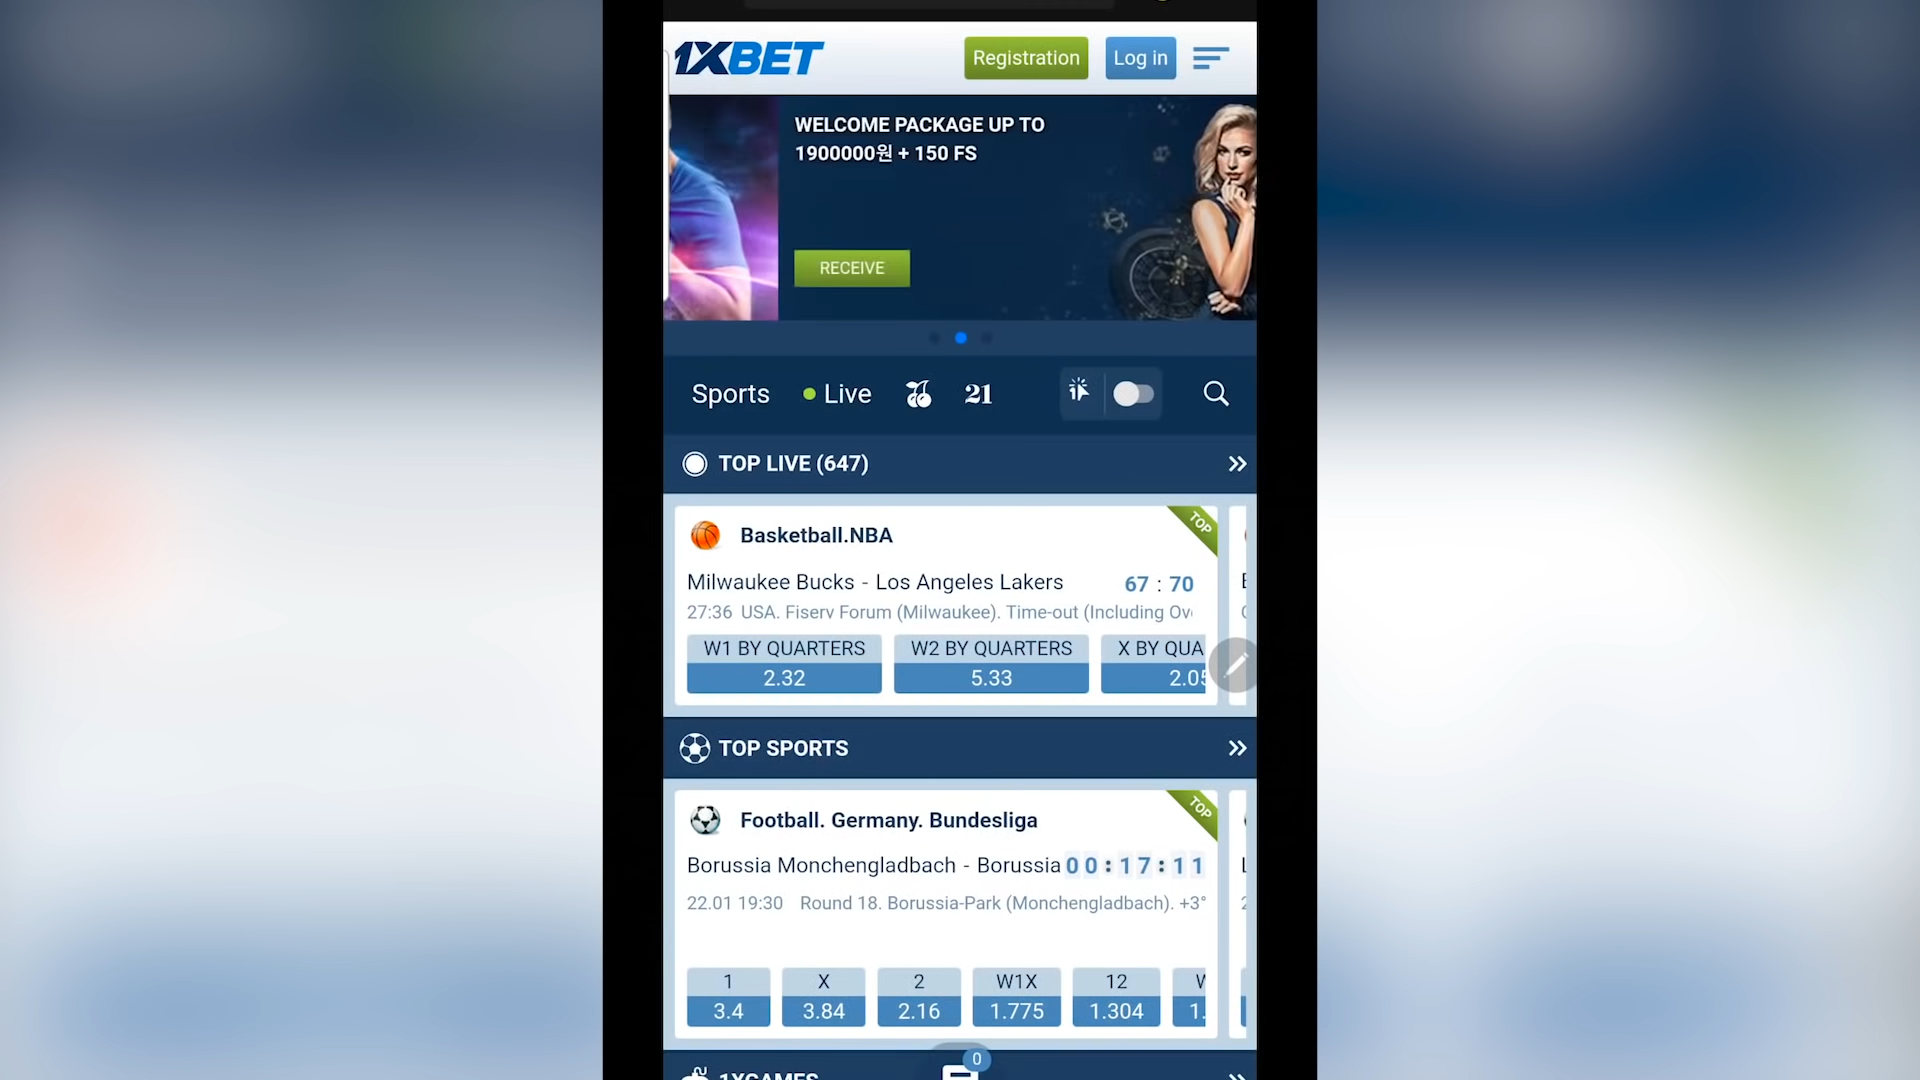 1XBET
Registration
Log in
WELCOME PACKAGE UP TO
1900000원 + 150 FS
RECEIVE
Sports
Live
21
TOP LIVE (647)
TOP
Basketball.NBA
Milwaukee Bucks - Los Angeles Lakers 67 : 70
27:36 USA. Fiserv Forum (Milwaukee). Time-out (Including
W1 BY QUARTERS W2 BY QUARTERS X BY
2.32 5.33 2.05
TOP SPORTS
TOP
Football. Germany. Bundesliga
Borussia Monchengladbach - Borussia 00:17:11
22.01 19:30 Round 18. Borussia-Park (Monchengladbach). +3°
1 X 2 W1X 12
3.4 3.84 2.16 1.775 1.304 1.
0
1XGAMES